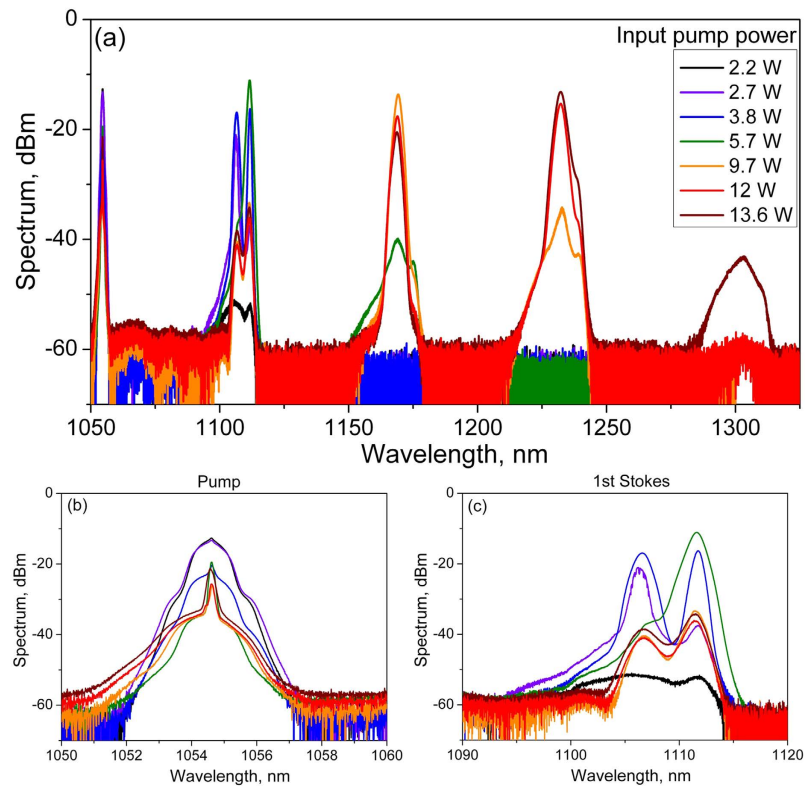 (a)
Input pump power
2.2 W
2.7 W
3.8 W
5.7 W
9.7 W
12 W
13.6 W
Spectrum, dBm
0
-20
-40
-60
1050
1100
1150
1200
1250
1300
Wavelength, nm
Pump
(b)
Spectrum, dBm
0
-20
-40
-60
1050
1052
1054
1056
1058
1060
Wavelength, nm
1st Stokes
(c)
Spectrum, dBm
0
-20
-40
-60
1090
1100
1110
1120
Wavelength, nm